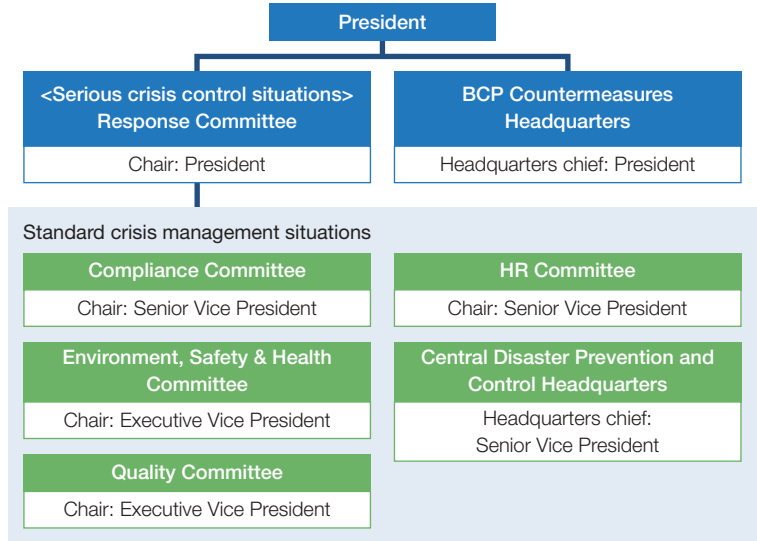 President
<Serious crisis control situations>
Response Committee
Chair: President
BCP Countermeasures
Headquarters
Headquarters chief: President
Standard crisis management situations
Compliance Committee
Chair: Senior Vice President
HR Committee
Chair: Senior Vice President
Environment, Safety & Health
Committee
Chair: Executive Vice President
Central Disaster Prevention and
Control Headquarters
Headquarters chief:
Senior Vice President
Quality Committee
Chair: Executive Vice President